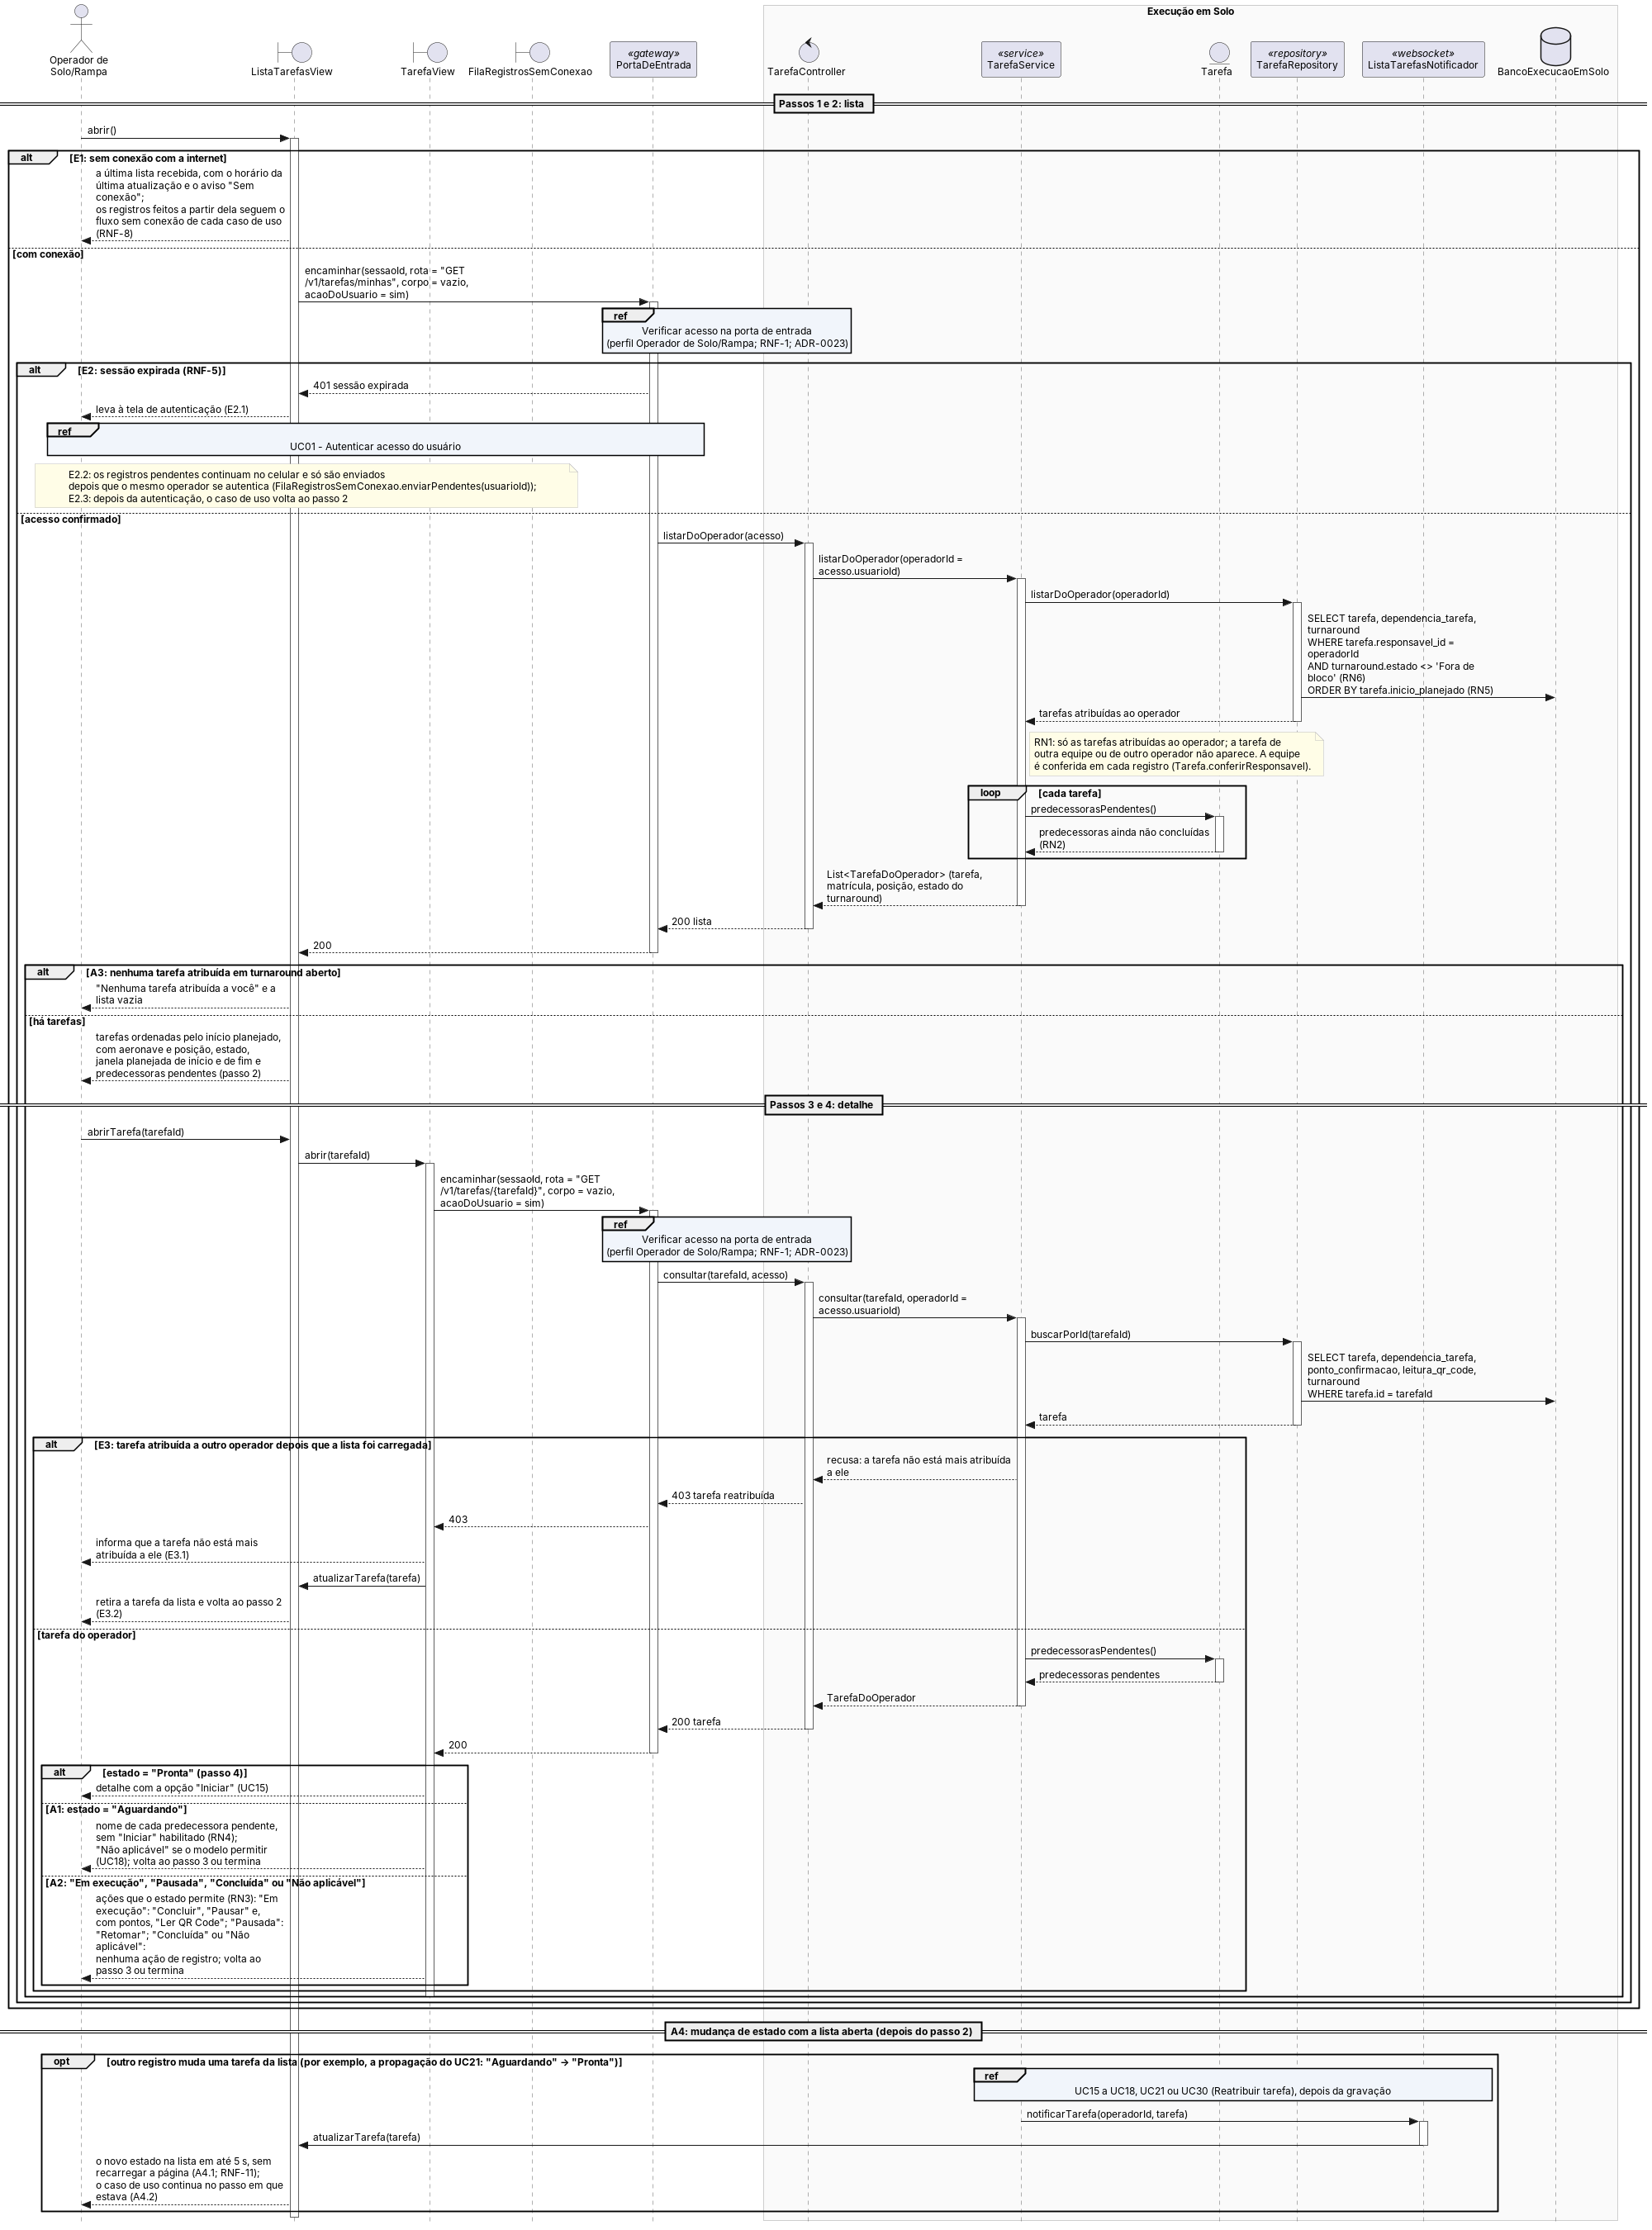 Execução em Solo
Operador de
Solo/Rampa
ListaTarefasView
TarefaView
FilaRegistrosSemConexao
«gateway»
PortaDeEntrada
TarefaController
«service»
TarefaService
Tarefa
«repository»
TarefaRepository
«websocket»
ListaTarefasNotificador
BancoExecucaoEmSolo
Passos 1 e 2: lista
abrir()
alt
[E1: sem conexão com a internet]
a última lista recebida, com o horário da
última atualização e o aviso "Sem
conexão";
os registros feitos a partir dela seguem o
fluxo sem conexão de cada caso de uso
(RNF-8)
[com conexão]
encaminhar(sessaoId, rota = "GET
/v1/tarefas/minhas", corpo = vazio,
acaoDoUsuario = sim)
ref
Verificar acesso na porta de entrada
(perfil Operador de Solo/Rampa; RNF-1; ADR-0023)
alt
[E2: sessão expirada (RNF-5)]
401 sessão expirada
leva à tela de autenticação (E2.1)
ref
UC01 - Autenticar acesso do usuário
E2.2: os registros pendentes continuam no celular e só são enviados
depois que o mesmo operador se autentica (FilaRegistrosSemConexao.enviarPendentes(usuarioId));
E2.3: depois da autenticação, o caso de uso volta ao passo 2
[acesso confirmado]
listarDoOperador(acesso)
listarDoOperador(operadorId =
acesso.usuarioId)
listarDoOperador(operadorId)
SELECT tarefa, dependencia_tarefa,
turnaround
WHERE tarefa.responsavel_id =
operadorId
AND turnaround.estado <> 'Fora de
bloco' (RN6)
ORDER BY tarefa.inicio_planejado (RN5)
tarefas atribuídas ao operador
RN1: só as tarefas atribuídas ao operador; a tarefa de
outra equipe ou de outro operador não aparece. A equipe
é conferida em cada registro (Tarefa.conferirResponsavel).
loop
[cada tarefa]
predecessorasPendentes()
predecessoras ainda não concluídas
(RN2)
List<TarefaDoOperador> (tarefa,
matrícula, posição, estado do
turnaround)
200 lista
200
alt
[A3: nenhuma tarefa atribuída em turnaround aberto]
"Nenhuma tarefa atribuída a você" e a
lista vazia
[há tarefas]
tarefas ordenadas pelo início planejado,
com aeronave e posição, estado,
janela planejada de início e de fim e
predecessoras pendentes (passo 2)
Passos 3 e 4: detalhe
abrirTarefa(tarefaId)
abrir(tarefaId)
encaminhar(sessaoId, rota = "GET
/v1/tarefas/{tarefaId}", corpo = vazio,
acaoDoUsuario = sim)
ref
Verificar acesso na porta de entrada
(perfil Operador de Solo/Rampa; RNF-1; ADR-0023)
consultar(tarefaId, acesso)
consultar(tarefaId, operadorId =
acesso.usuarioId)
buscarPorId(tarefaId)
SELECT tarefa, dependencia_tarefa,
ponto_confirmacao, leitura_qr_code,
turnaround
WHERE tarefa.id = tarefaId
tarefa
alt
[E3: tarefa atribuída a outro operador depois que a lista foi carregada]
recusa: a tarefa não está mais atribuída
a ele
403 tarefa reatribuída
403
informa que a tarefa não está mais
atribuída a ele (E3.1)
atualizarTarefa(tarefa)
retira a tarefa da lista e volta ao passo 2
(E3.2)
[tarefa do operador]
predecessorasPendentes()
predecessoras pendentes
TarefaDoOperador
200 tarefa
200
alt
[estado = "Pronta" (passo 4)]
detalhe com a opção "Iniciar" (UC15)
[A1: estado = "Aguardando"]
nome de cada predecessora pendente,
sem "Iniciar" habilitado (RN4);
"Não aplicável" se o modelo permitir
(UC18); volta ao passo 3 ou termina
[A2: "Em execução", "Pausada", "Concluída" ou "Não aplicável"]
ações que o estado permite (RN3): "Em
execução": "Concluir", "Pausar" e,
com pontos, "Ler QR Code"; "Pausada":
"Retomar"; "Concluída" ou "Não
aplicável":
nenhuma ação de registro; volta ao
passo 3 ou termina
A4: mudança de estado com a lista aberta (depois do passo 2)
opt
[outro registro muda uma tarefa da lista (por exemplo, a propagação do UC21: "Aguardando" → "Pronta")]
ref
UC15 a UC18, UC21 ou UC30 (Reatribuir tarefa), depois da gravação
notificarTarefa(operadorId, tarefa)
atualizarTarefa(tarefa)
o novo estado na lista em até 5 s, sem
recarregar a página (A4.1; RNF-11);
o caso de uso continua no passo em que
estava (A4.2)